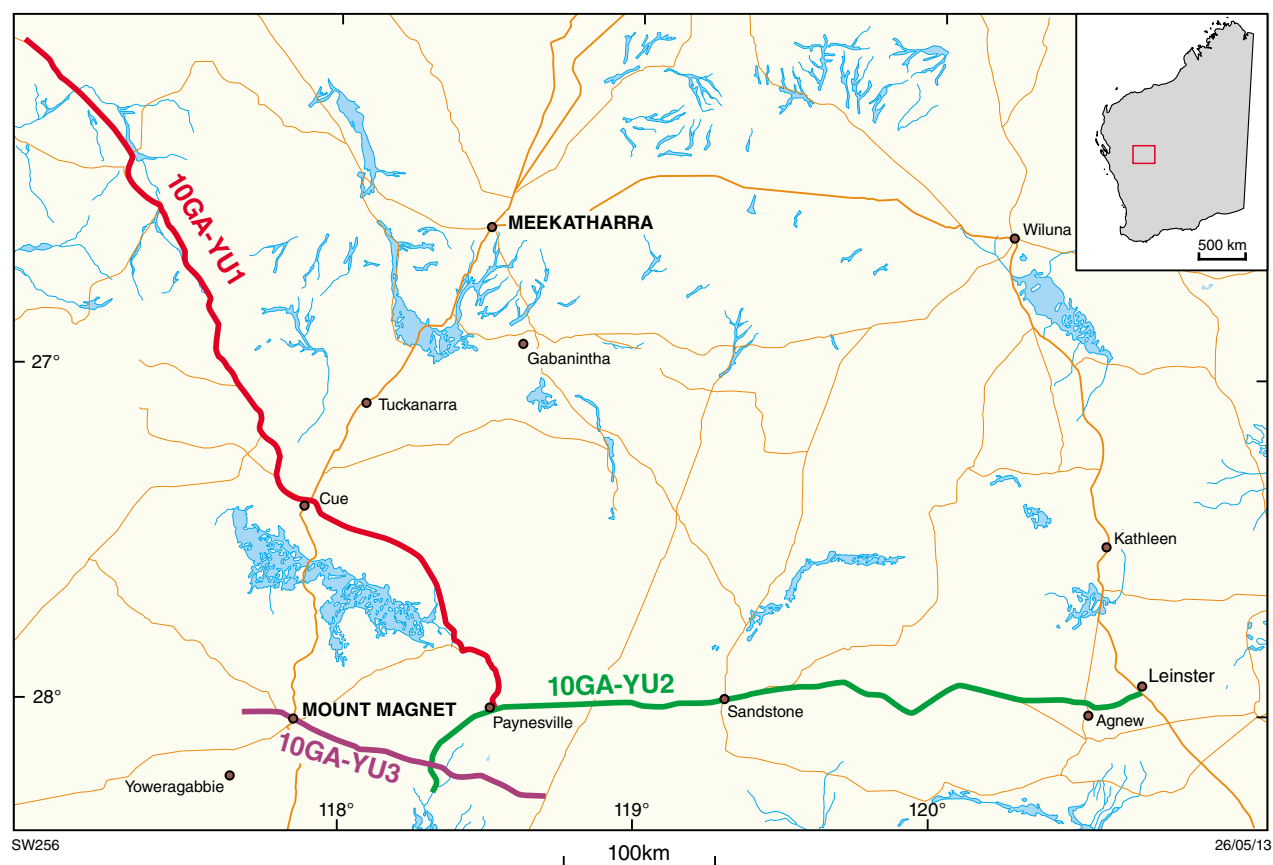 500 km
10GA-YU1
MEEKATHARRA
Wiluna
27°
Gabanintha
Tuckanarra
Cue
Kathleen
28°
10GA-YU2
Leinster
MOUNT MAGNET
Paynesville
Sandstone
Agnew
10GA-YU3
Yoweragabbie
118°
119°
120°
SW256
100km
26/05/13